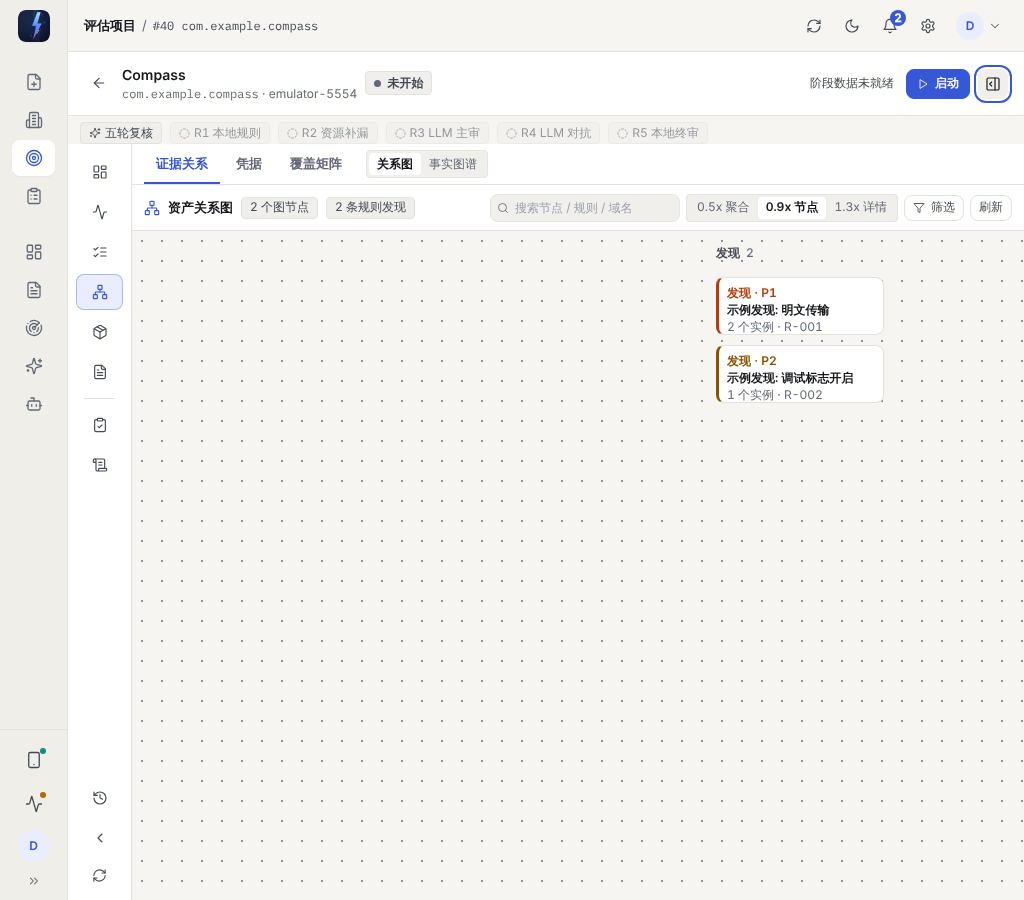 评估项目 / #40 com.example.compass
2
D
Compass
com.example.compass · emulator-5554
未开始
阶段数据未就绪
启动
五轮复核
R1 本地规则
R2 资源补漏
R3 LLM 主审
R4 LLM 对抗
R5 本地终审
证据关系
凭据
覆盖矩阵
关系图
事实图谱
资产关系图
2 个图节点
2 条规则发现
搜索节点 / 规则 / 域名
0.5x 聚合
0.9x 节点
1.3x 详情
筛选
刷新
发现 2
发现 · P1
示例发现: 明文传输
2 个实例 · R-001
发现 · P2
示例发现: 调试标志开启
1 个实例 · R-002
D